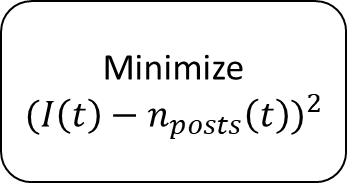 Minimize
(I(t) − n_posts(t))²